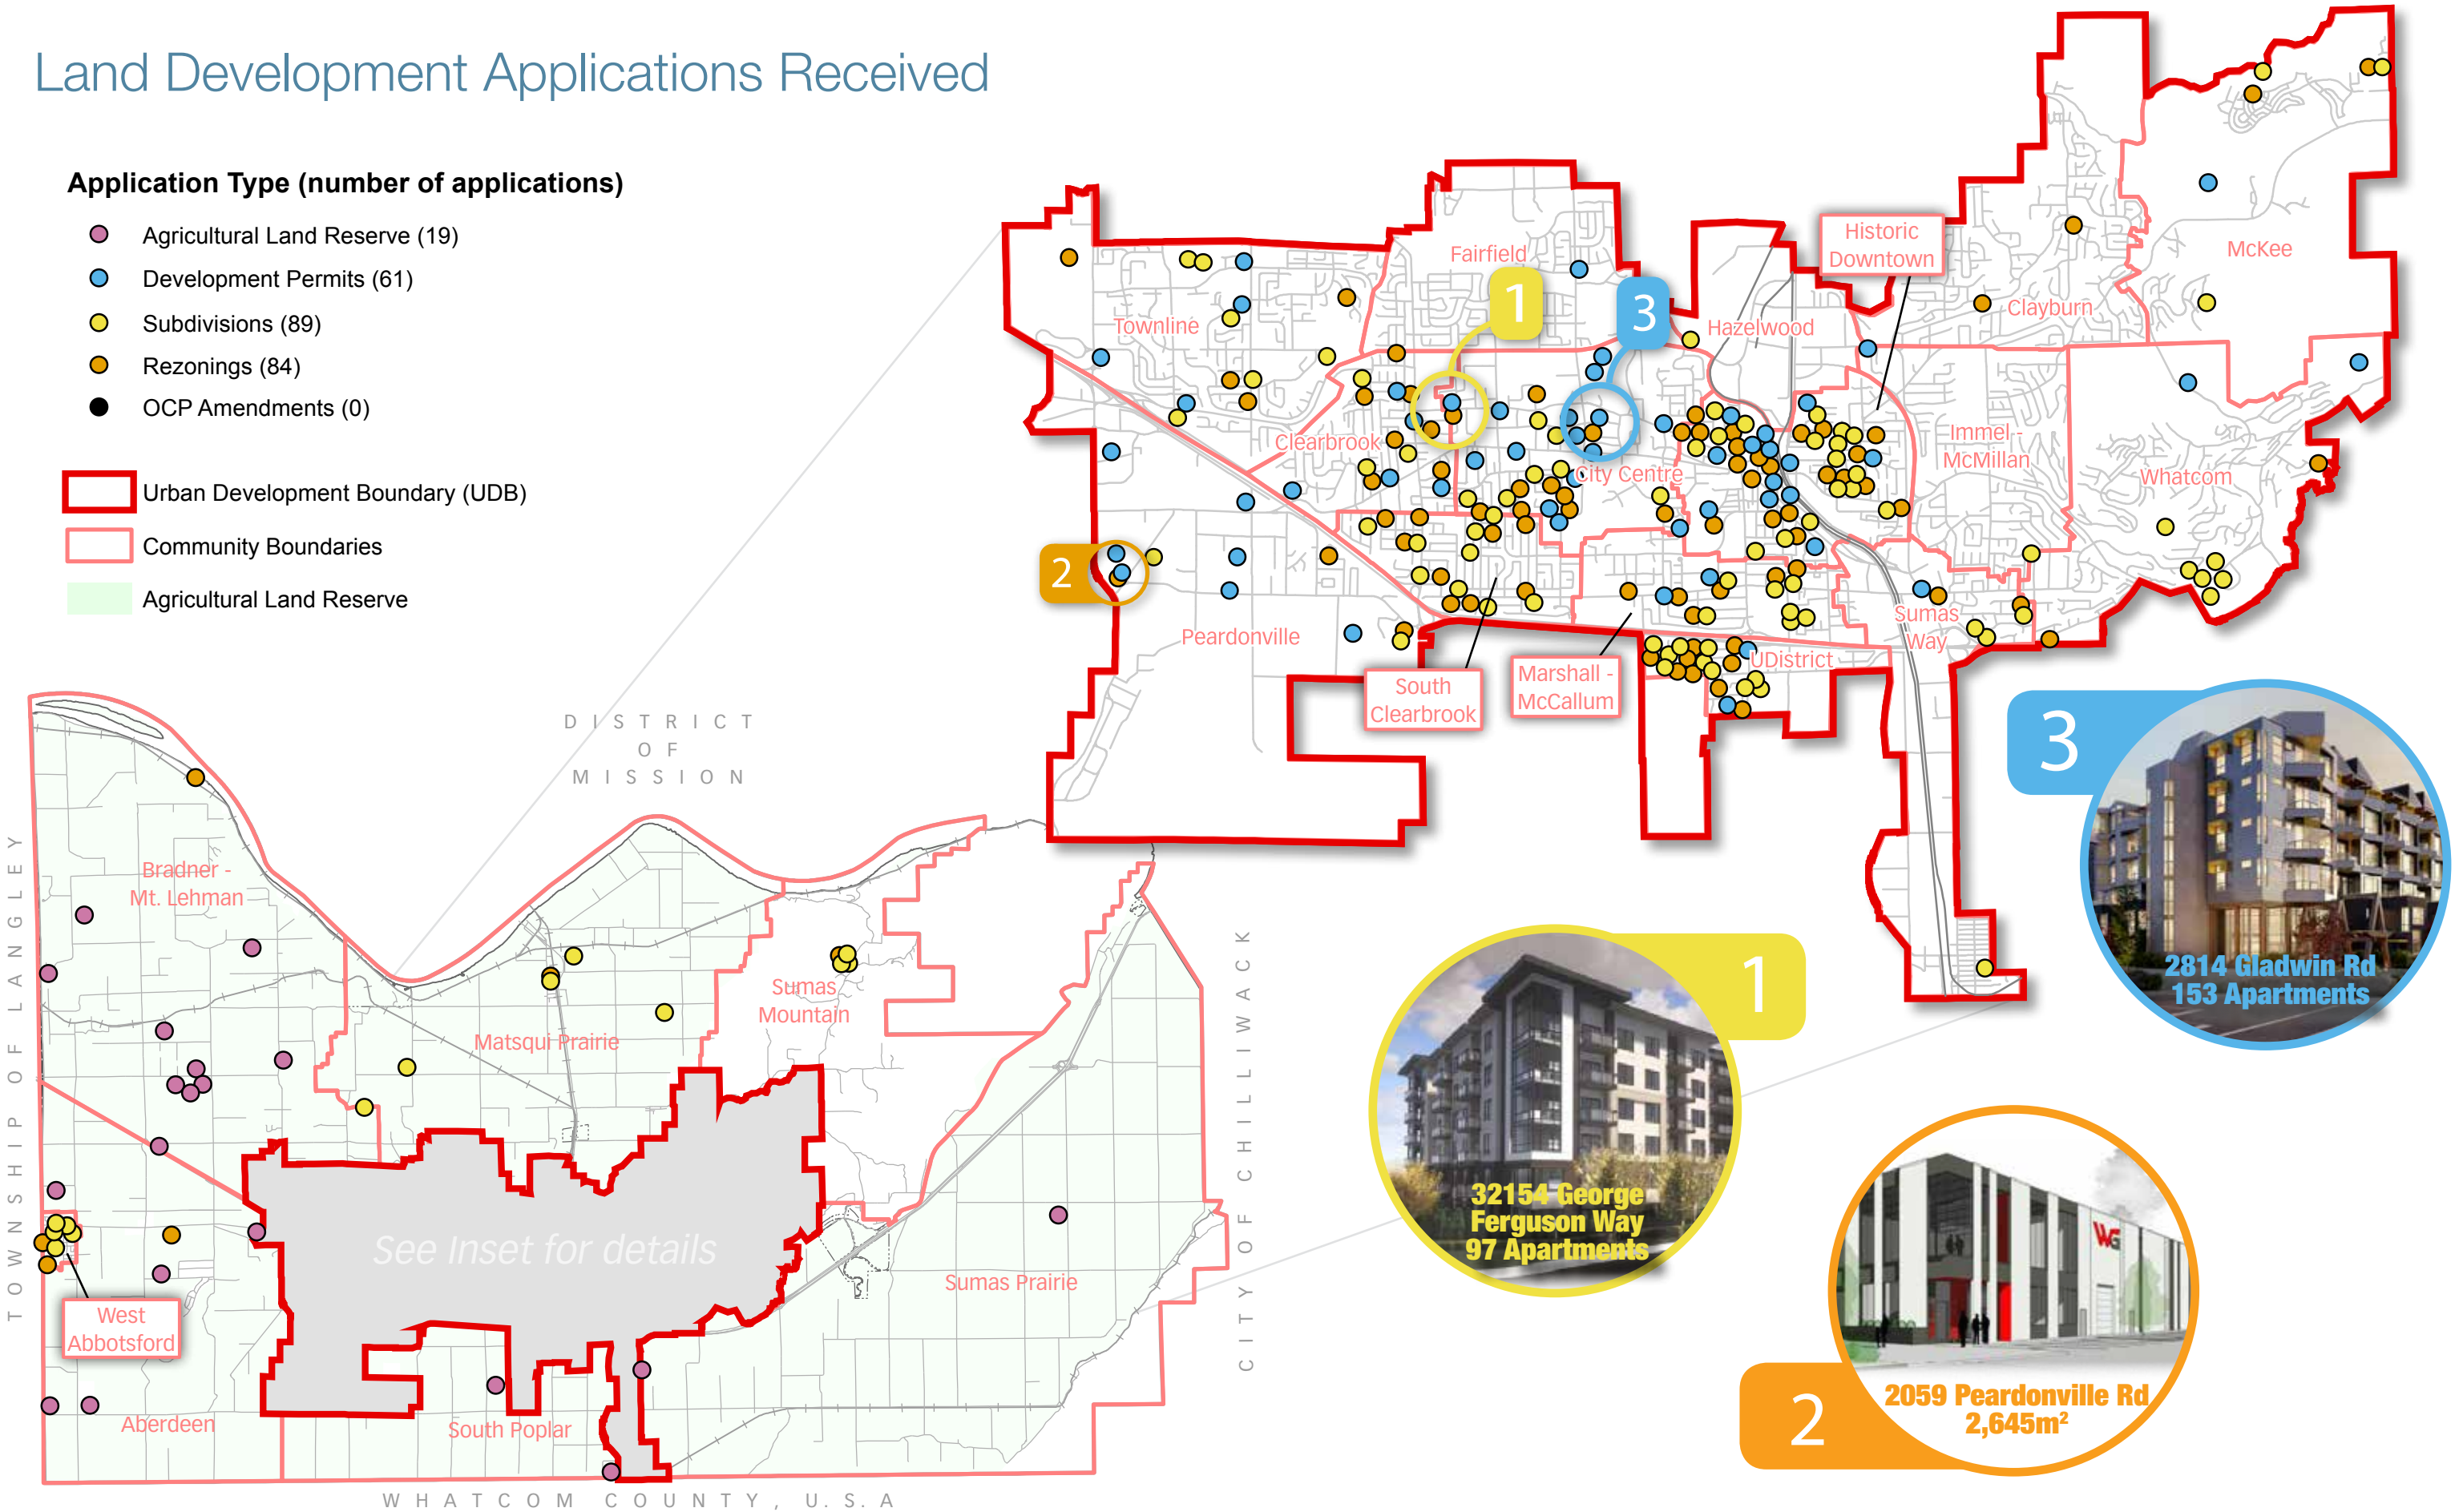 Land Development Applications Received
Application Type (number of applications)
Agricultural Land Reserve (19)
Development Permits (61)
Subdivisions (89)
Rezonings (84)
OCP Amendments (0)
Urban Development Boundary (UDB)
Community Boundaries
Agricultural Land Reserve
Fairfield
Historic
Downtown
McKee
Townline
1
3
Hazelwood
Clayburn
Clearbrook
City Centre
Immel -
McMillan
Whatcom
2
Peardonville
Sumas
Way
UDistrict
South
Clearbrook
Marshall -
McCallum
DISTRICT
OF
MISSION
TOWNSHIP OF LANGLEY
Bradner -
Mt. Lehman
Matsqui Prairie
Sumas
Mountain
CITY OF CHILLIWACK
See Inset for details
Sumas Prairie
West
Abbotsford
Aberdeen
South Poplar
WHATCOM COUNTY, U.S.A
3
2814 Gladwin Rd
153 Apartments
1
32154 George
Ferguson Way
97 Apartments
WG
2
2059 Peardonville Rd
2,645m²